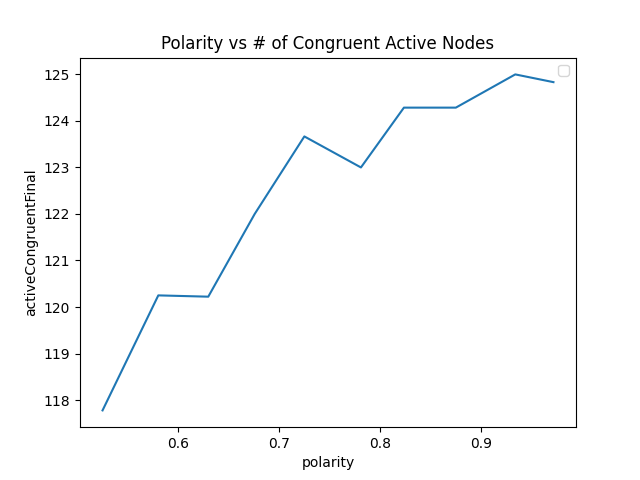 Polarity vs # of Congruent Active Nodes
125
124
123
122
121
120
119
118
activeCongruentFinal
0.6 0.7 0.8 0.9
polarity